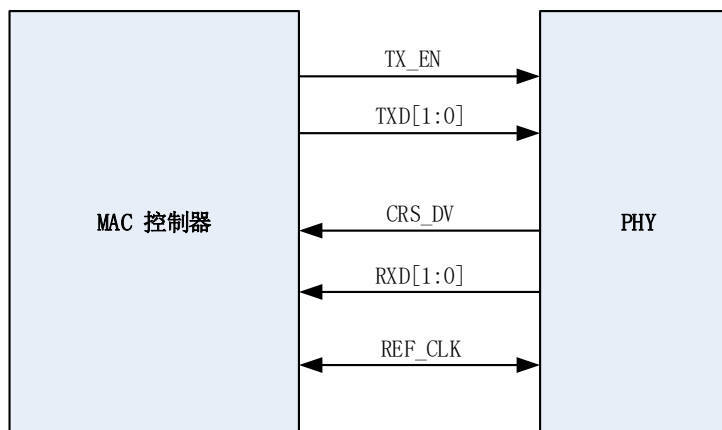 TX_EN
TXD[1:0]
MAC 控制器
CRS_DV
PHY
RXD[1:0]
REF_CLK